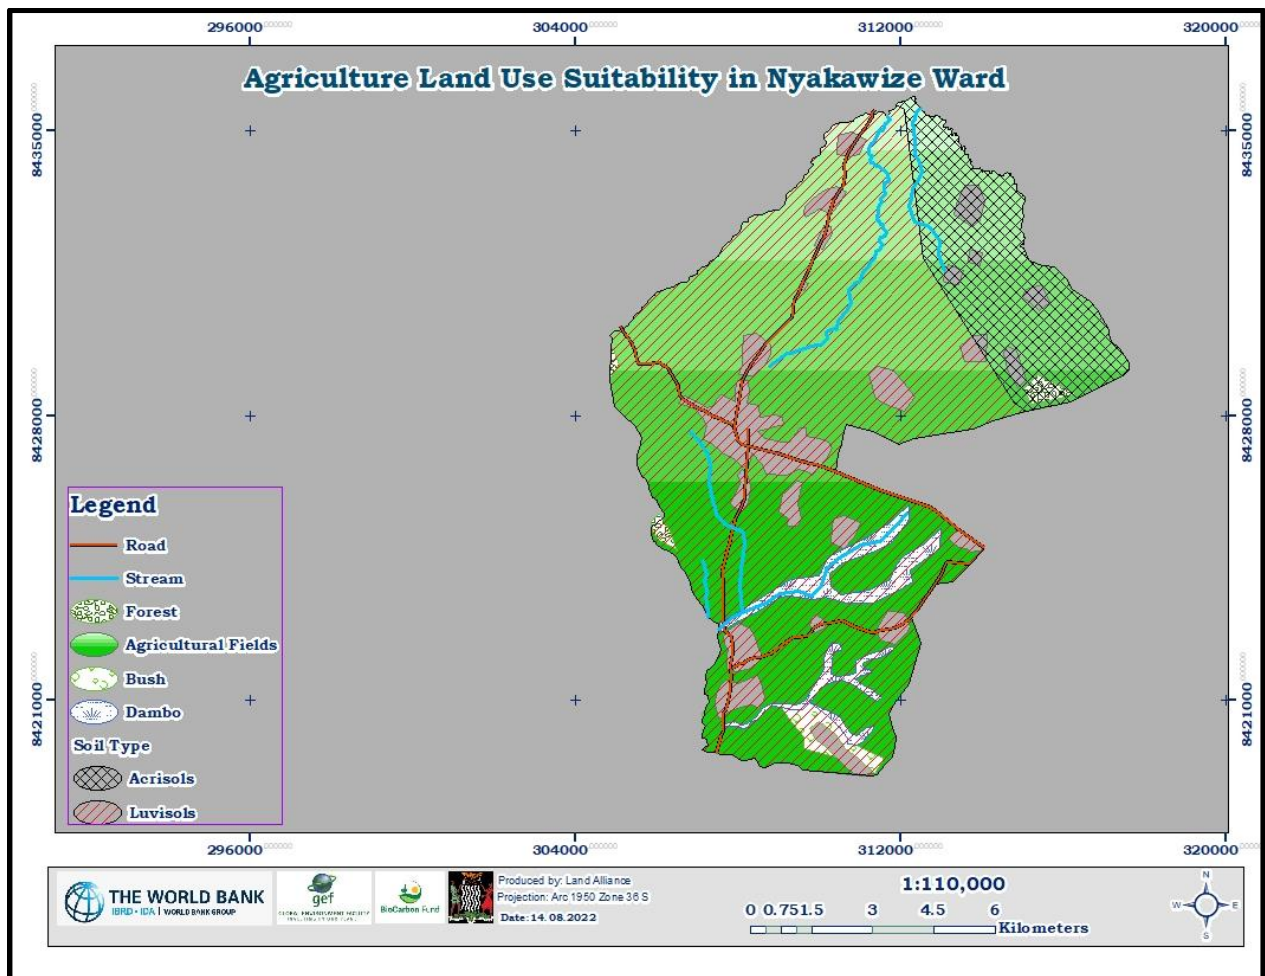 296000 304000 312000 320000
Agriculture Land Use Suitability in Nyakawize Ward
8435000 8435000
8428000 8428000
8421000 8421000
Legend
Road
Stream
Forest
Agricultural Fields
Bush
Dambo
Soil Type
Acrisols
Luvisols
296000 304000 312000 320000
THE WORLD BANK
IBRD • IDA | WORLD BANK GROUP
gef
GLOBAL ENVIRONMENT FACILITY
BioCarbon Fund
Produced by: Land Alliance
Projection: Arc 1950 Zone 36 S
Date: 14.08.2022
1:110,000
0 0.75 1.5 3 4.5 6
Kilometers
N
W E
S